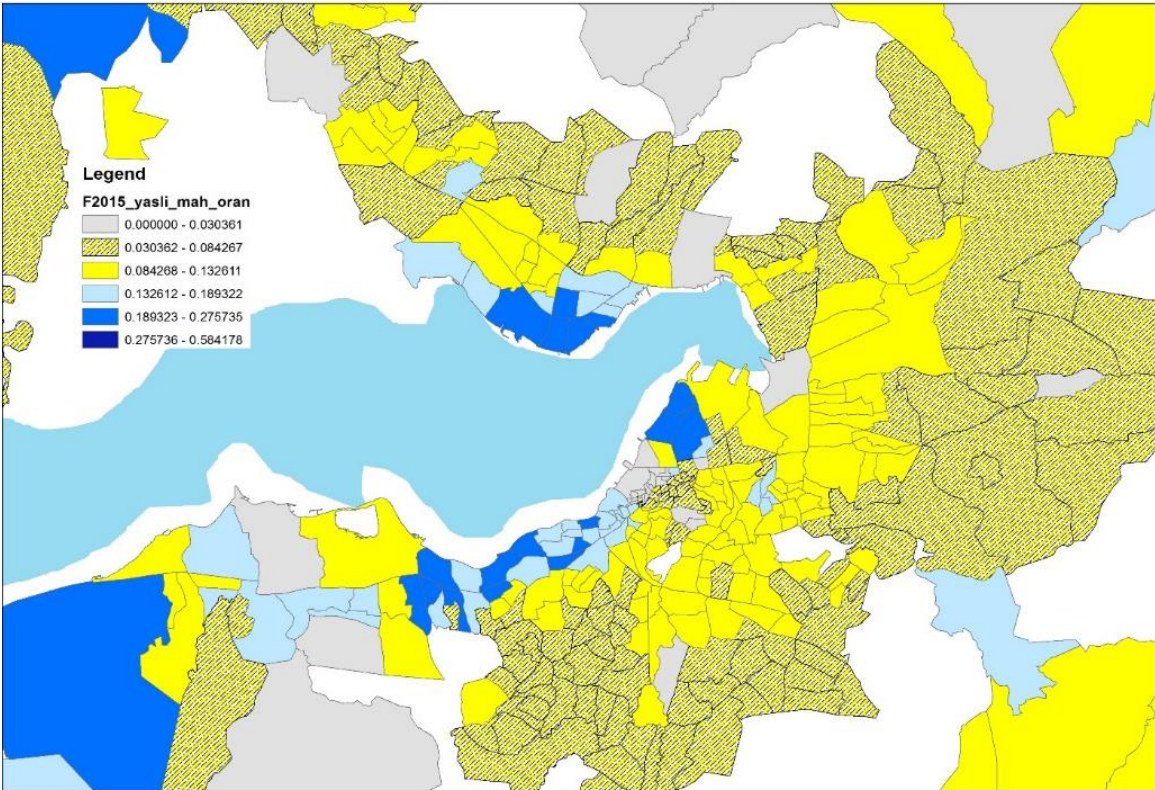 Legend
F2015_yasli_mah_oran
0.000000 - 0.030361
0.030362 - 0.084267
0.084268 - 0.132611
0.132612 - 0.189322
0.189323 - 0.275735
0.275736 - 0.584178